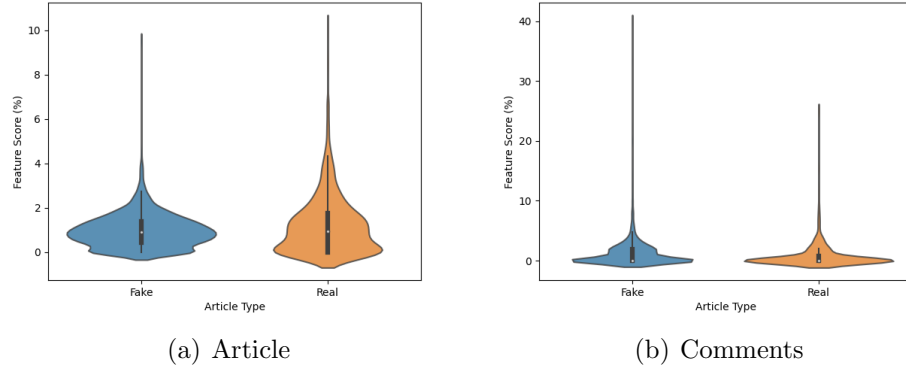 10
8
6
4
2
0
Feature Score (%)
Fake
Real
Article Type
(a) Article
40
30
20
10
0
Feature Score (%)
Fake
Real
Article Type
(b) Comments